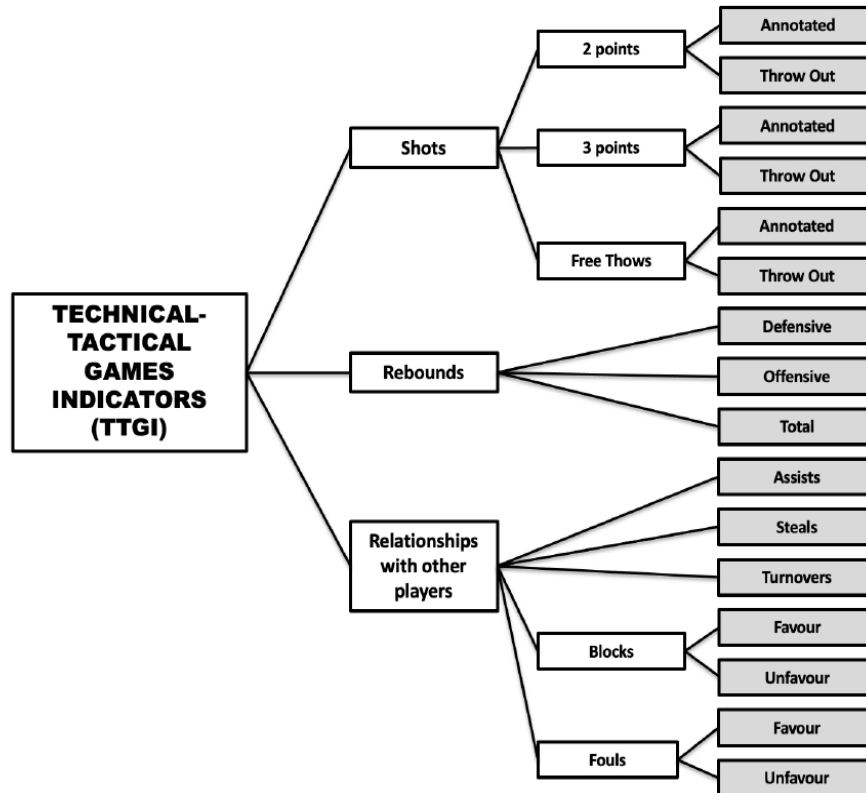 TECHNICAL-
TACTICAL
GAMES
INDICATORS
(TTGI)
Shots
2 points
Annotated
Throw Out
3 points
Annotated
Throw Out
Free Thows
Annotated
Throw Out
Rebounds
Defensive
Offensive
Total
Relationships
with other
players
Assists
Steals
Turnovers
Blocks
Favour
Unfavour
Fouls
Favour
Unfavour